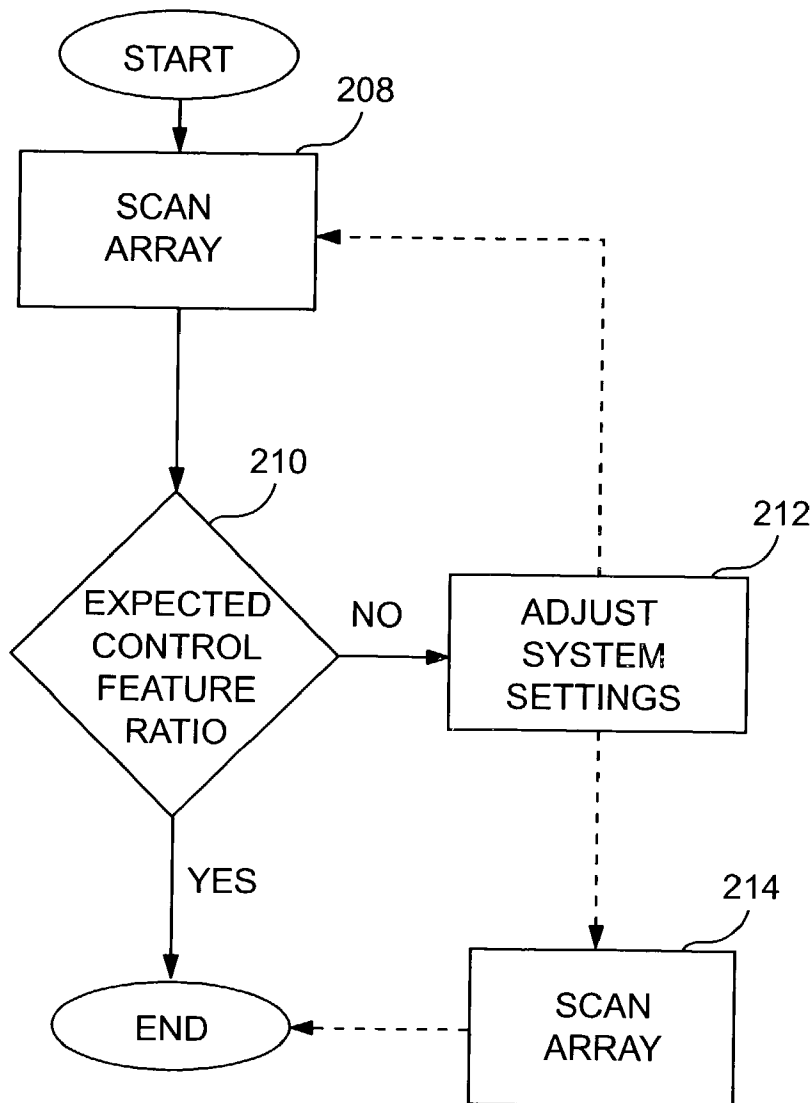 START
208
SCAN
ARRAY
210
EXPECTED
CONTROL
FEATURE
RATIO
NO
212
ADJUST
SYSTEM
SETTINGS
YES
214
SCAN
ARRAY
END